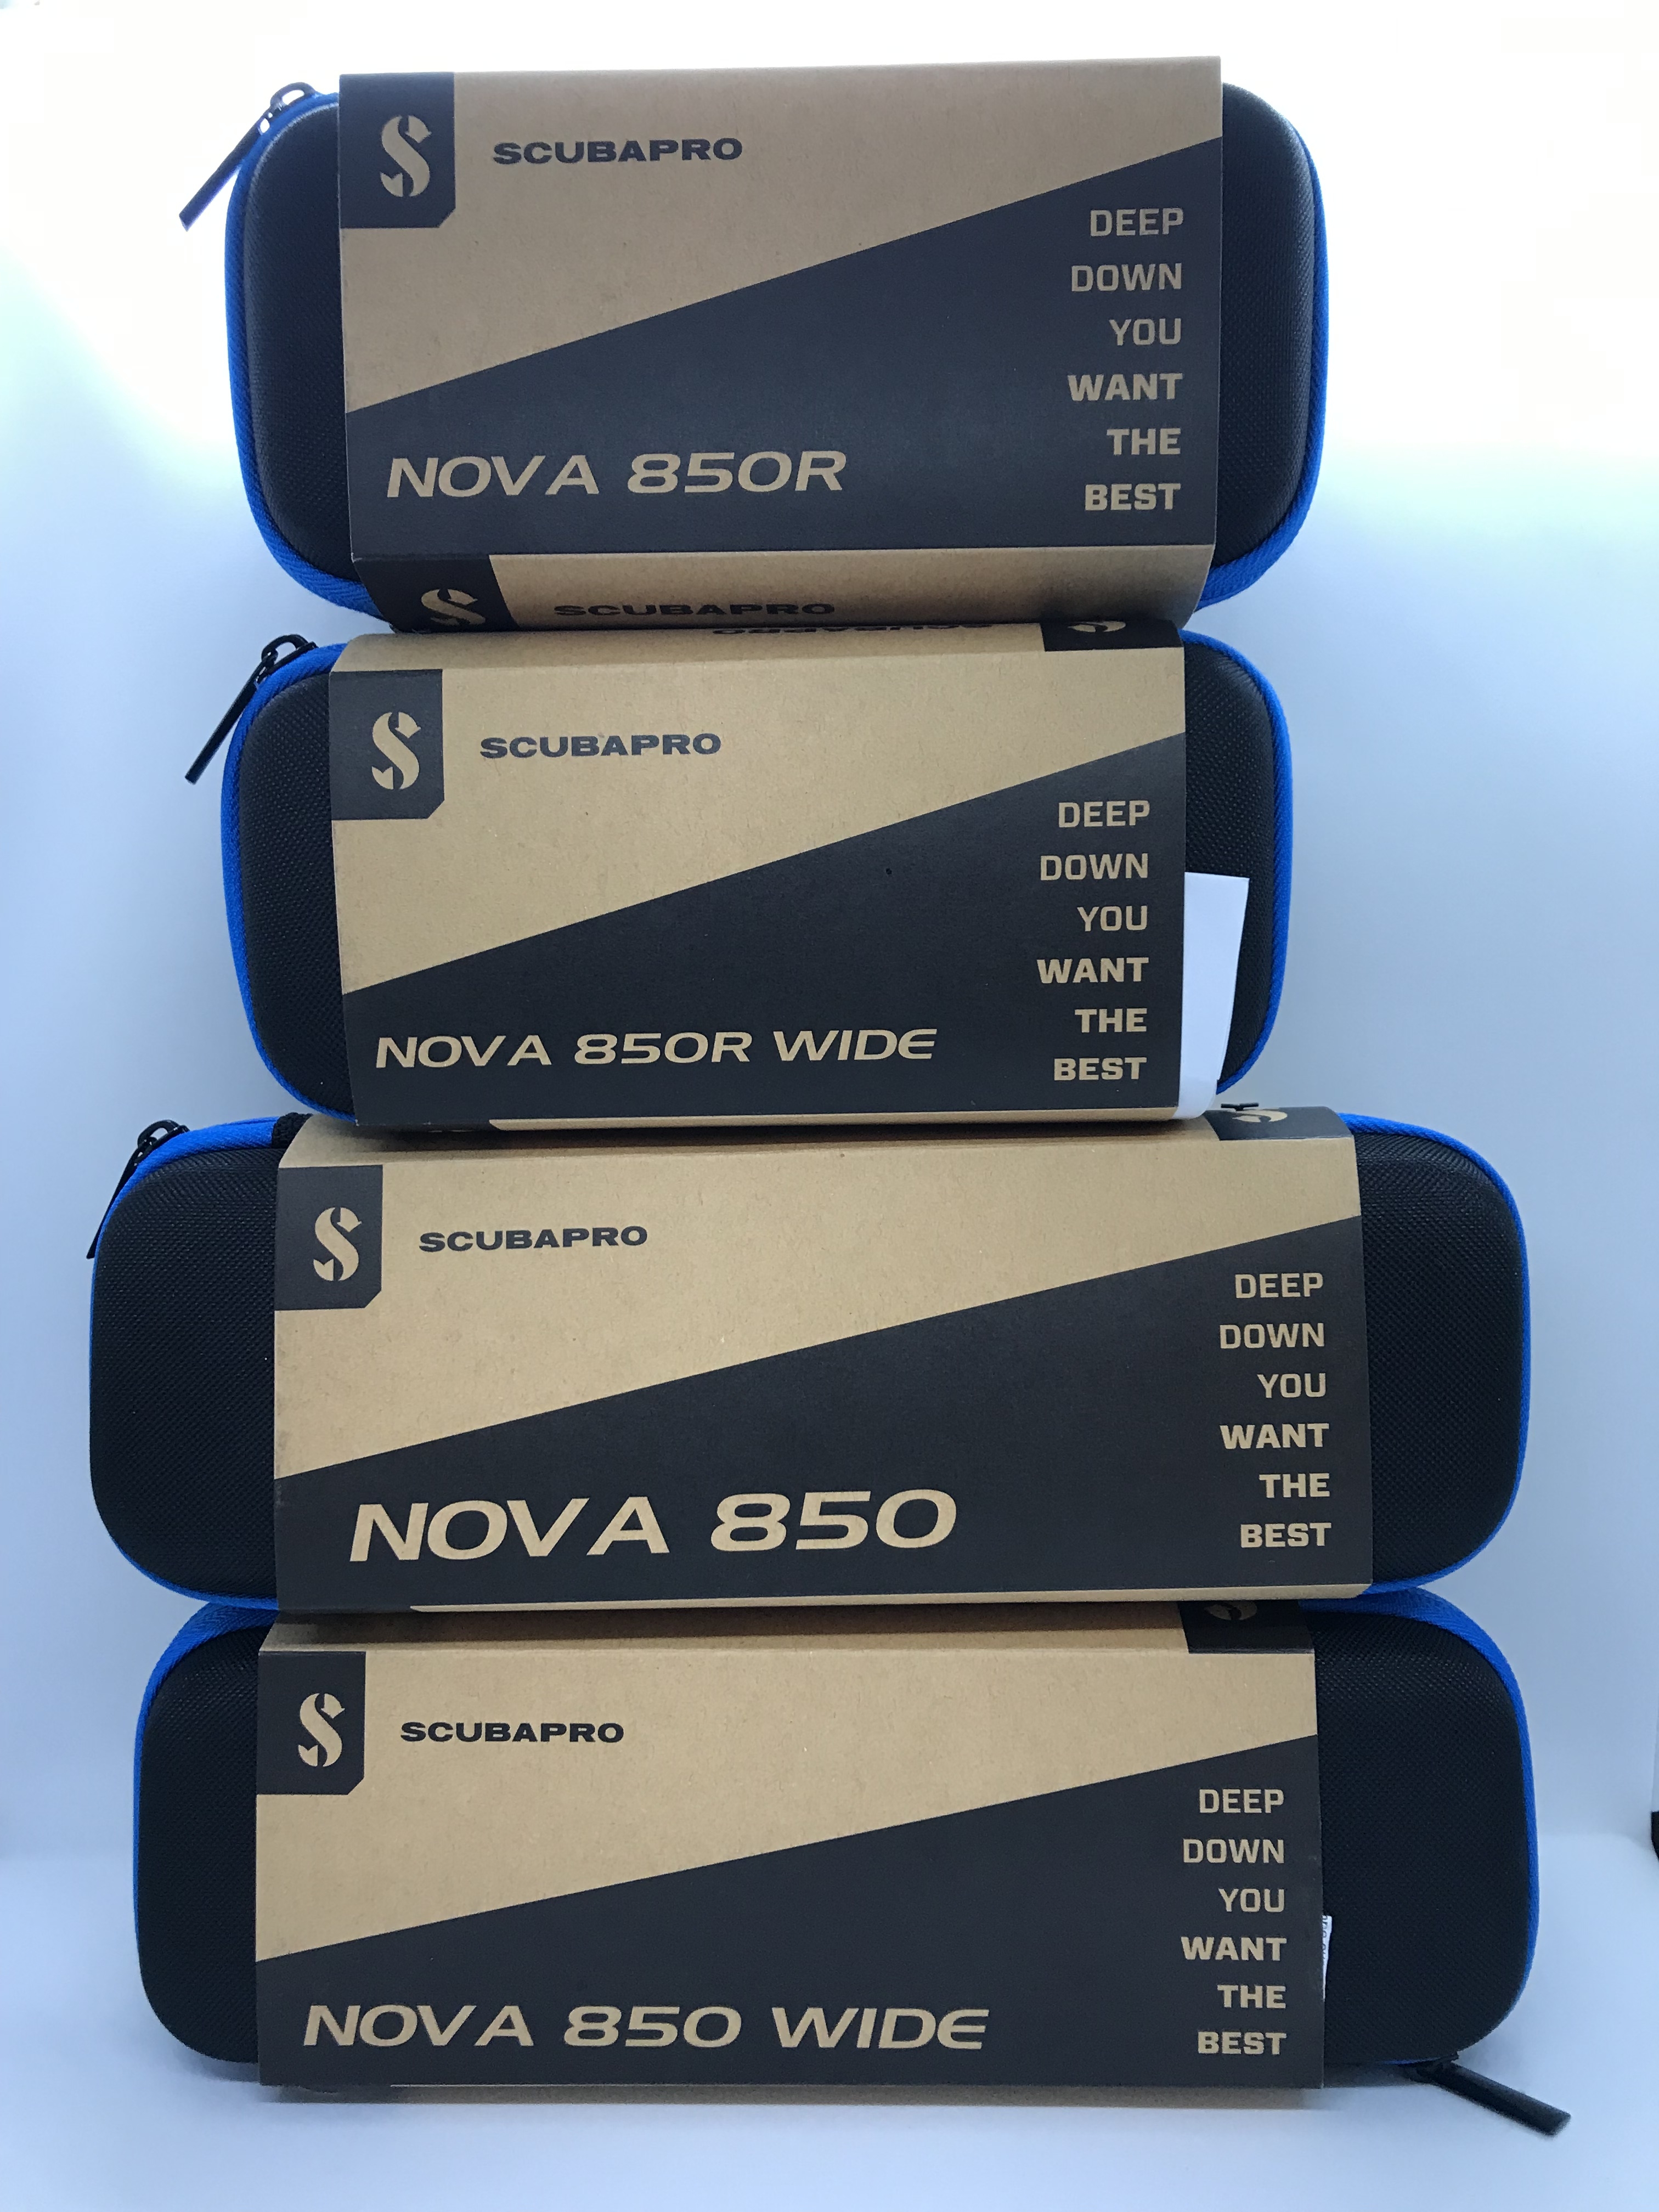 SCUBAPRO
DEEP
DOWN
YOU
WANT
THE
BEST
NOVA 850R
SCUBAPRO
SCUBAPRO
DEEP
DOWN
YOU
WANT
THE
BEST
NOVA 850R WIDE
SCUBAPRO
DEEP
DOWN
YOU
WANT
THE
BEST
NOVA 850
SCUBAPRO
DEEP
DOWN
YOU
WANT
THE
BEST
NOVA 850 WIDE